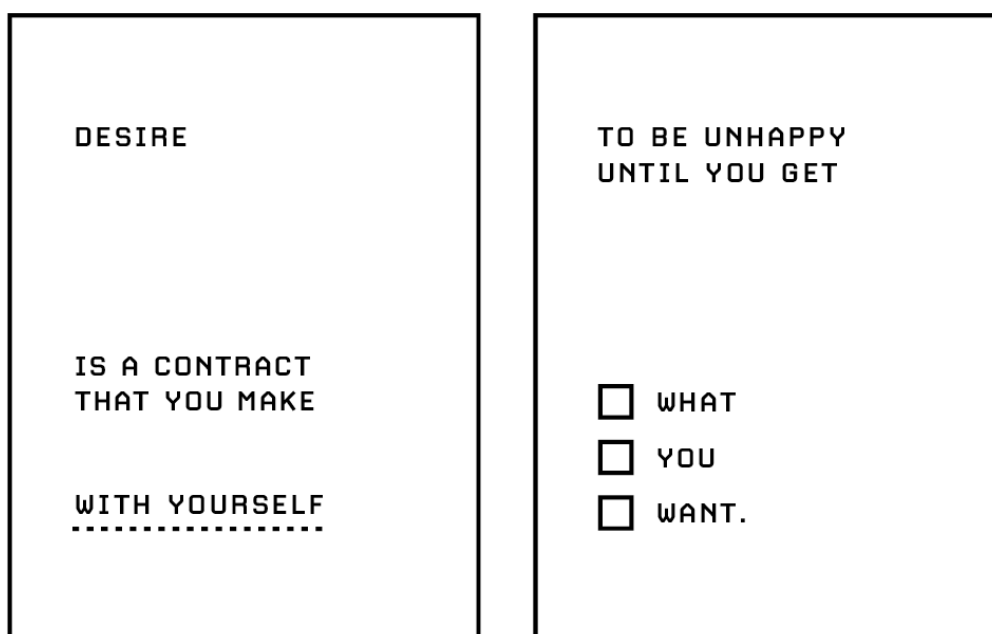 DESIRE
IS A CONTRACT
THAT YOU MAKE
WITH YOURSELF
TO BE UNHAPPY
UNTIL YOU GET
WHAT
YOU
WANT.